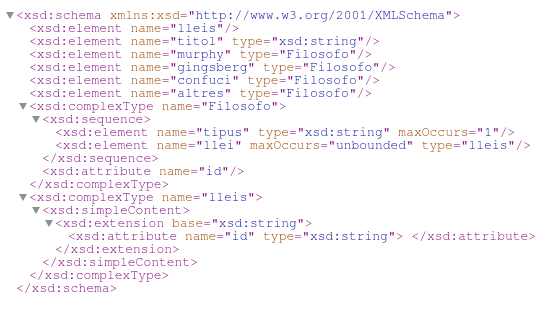 <xsd:schema xmlns:xsd="http://www.w3.org/2001/XMLSchema">
<xsd:element name="lleis"/>
<xsd:element name="titol" type="xsd:string"/>
<xsd:element name="murphy" type="Filosofo"/>
<xsd:element name="gingsberg" type="Filosofo"/>
<xsd:element name="confuci" type="Filosofo"/>
<xsd:element name="altres" type="Filosofo"/>
<xsd:complexType name="Filosofo">
<xsd:sequence>
<xsd:element name="tipus" type="xsd:string" maxOccurs="1"/>
<xsd:element name="llei" maxOccurs="unbounded" type="lleis"/>
</xsd:sequence>
<xsd:attribute name="id"/>
</xsd:complexType>
<xsd:complexType name="lleis">
<xsd:simpleContent>
<xsd:extension base="xsd:string">
<xsd:attribute name="id" type="xsd:string"> </xsd:attribute>
</xsd:extension>
</xsd:simpleContent>
</xsd:complexType>
</xsd:schema>